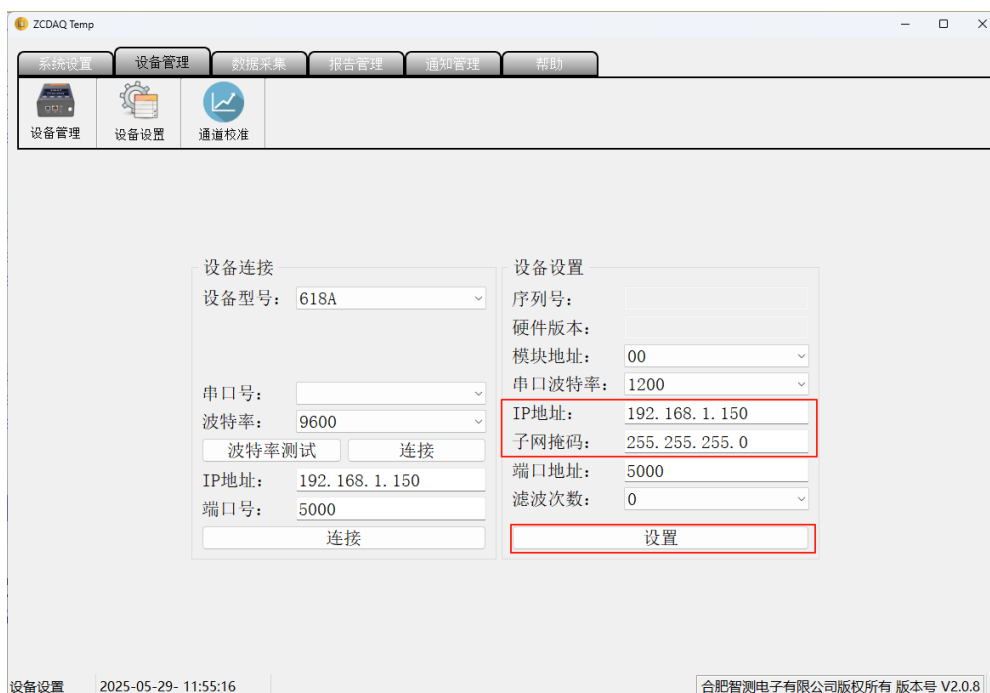 ZCDAQ Temp
系统设置 设备管理 数据采集 报告管理 通知管理 帮助
设备管理 设备设置 通道校准
设备连接
设备型号： 618A
串口号：
波特率： 9600
波特率测试 连接
IP地址： 192.168.1.150
端口号： 5000
连接
设备设置
序列号：
硬件版本：
模块地址： 00
串口波特率： 1200
IP地址： 192.168.1.150
子网掩码： 255.255.255.0
端口地址： 5000
滤波次数： 0
设置
设备设置 2025-05-29- 11:55:16 合肥智测电子有限公司版权所有 版本号 V2.0.8